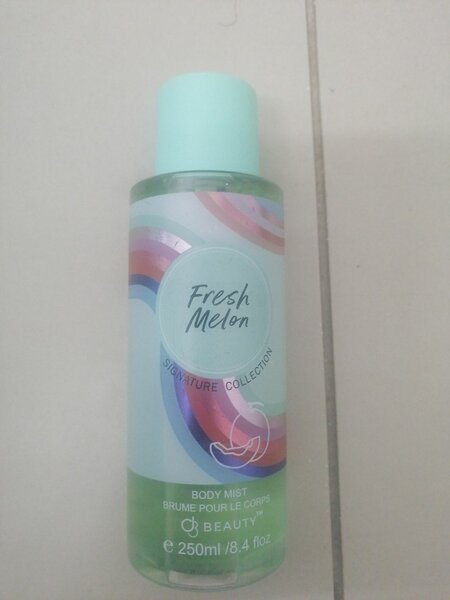 Fresh
Melon
SIGNATURE COLLECTION
BODY MIST
BRUME POUR LE CORPS
BEAUTY™
e 250ml /8.4 floz